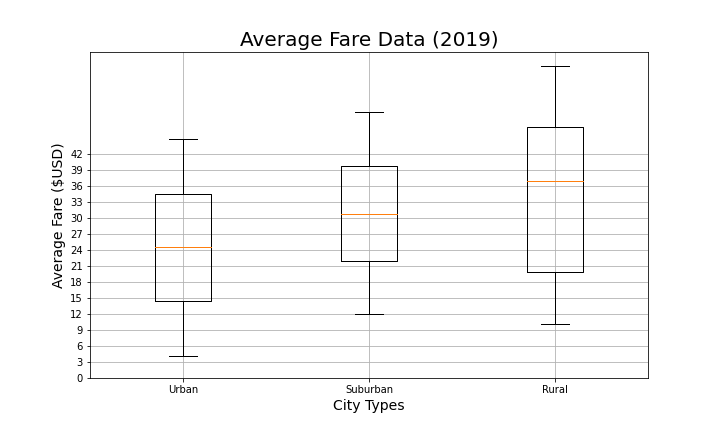 Average Fare Data (2019)
Average Fare ($USD)
42
39
36
33
30
27
24
21
18
15
12
9
6
3
0
Urban
Suburban
Rural
City Types